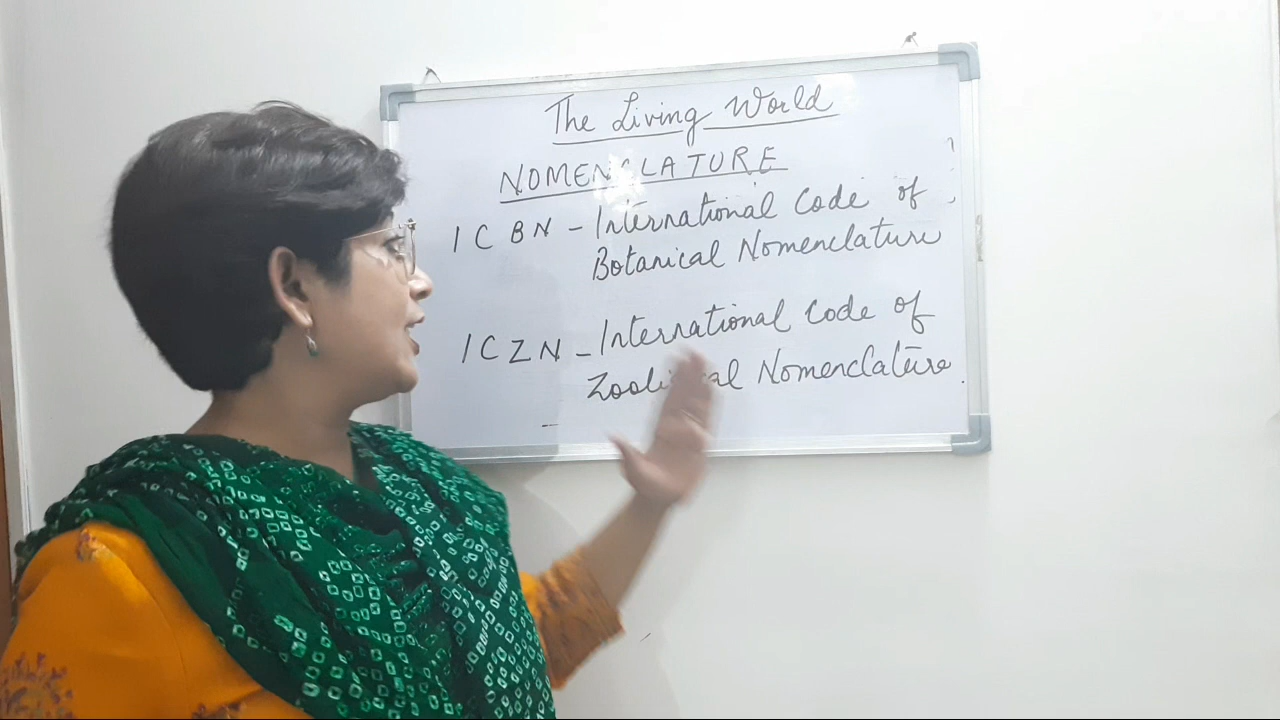 The Living World
NOMENCLATURE
ICBN - International Code of
Botanical Nomenclature
ICZN - International Code of
Nomenclature.